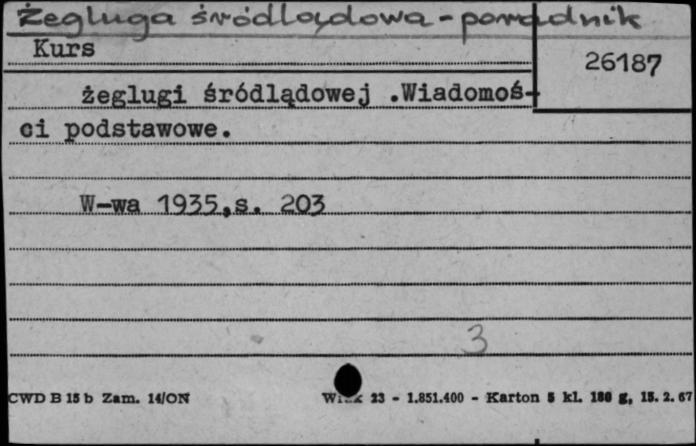 Żegluga śródlądowa - poradnik
Kurs
26187
żeglugi śródlądowej .Wiadomoś-
ci podstawowe.
W-wa 1935,s. 203
3
CWD B 15 b Zam. 14/ON
23 - 1.851.400 - Karton 5 kl. 180 g, 15. 2. 67